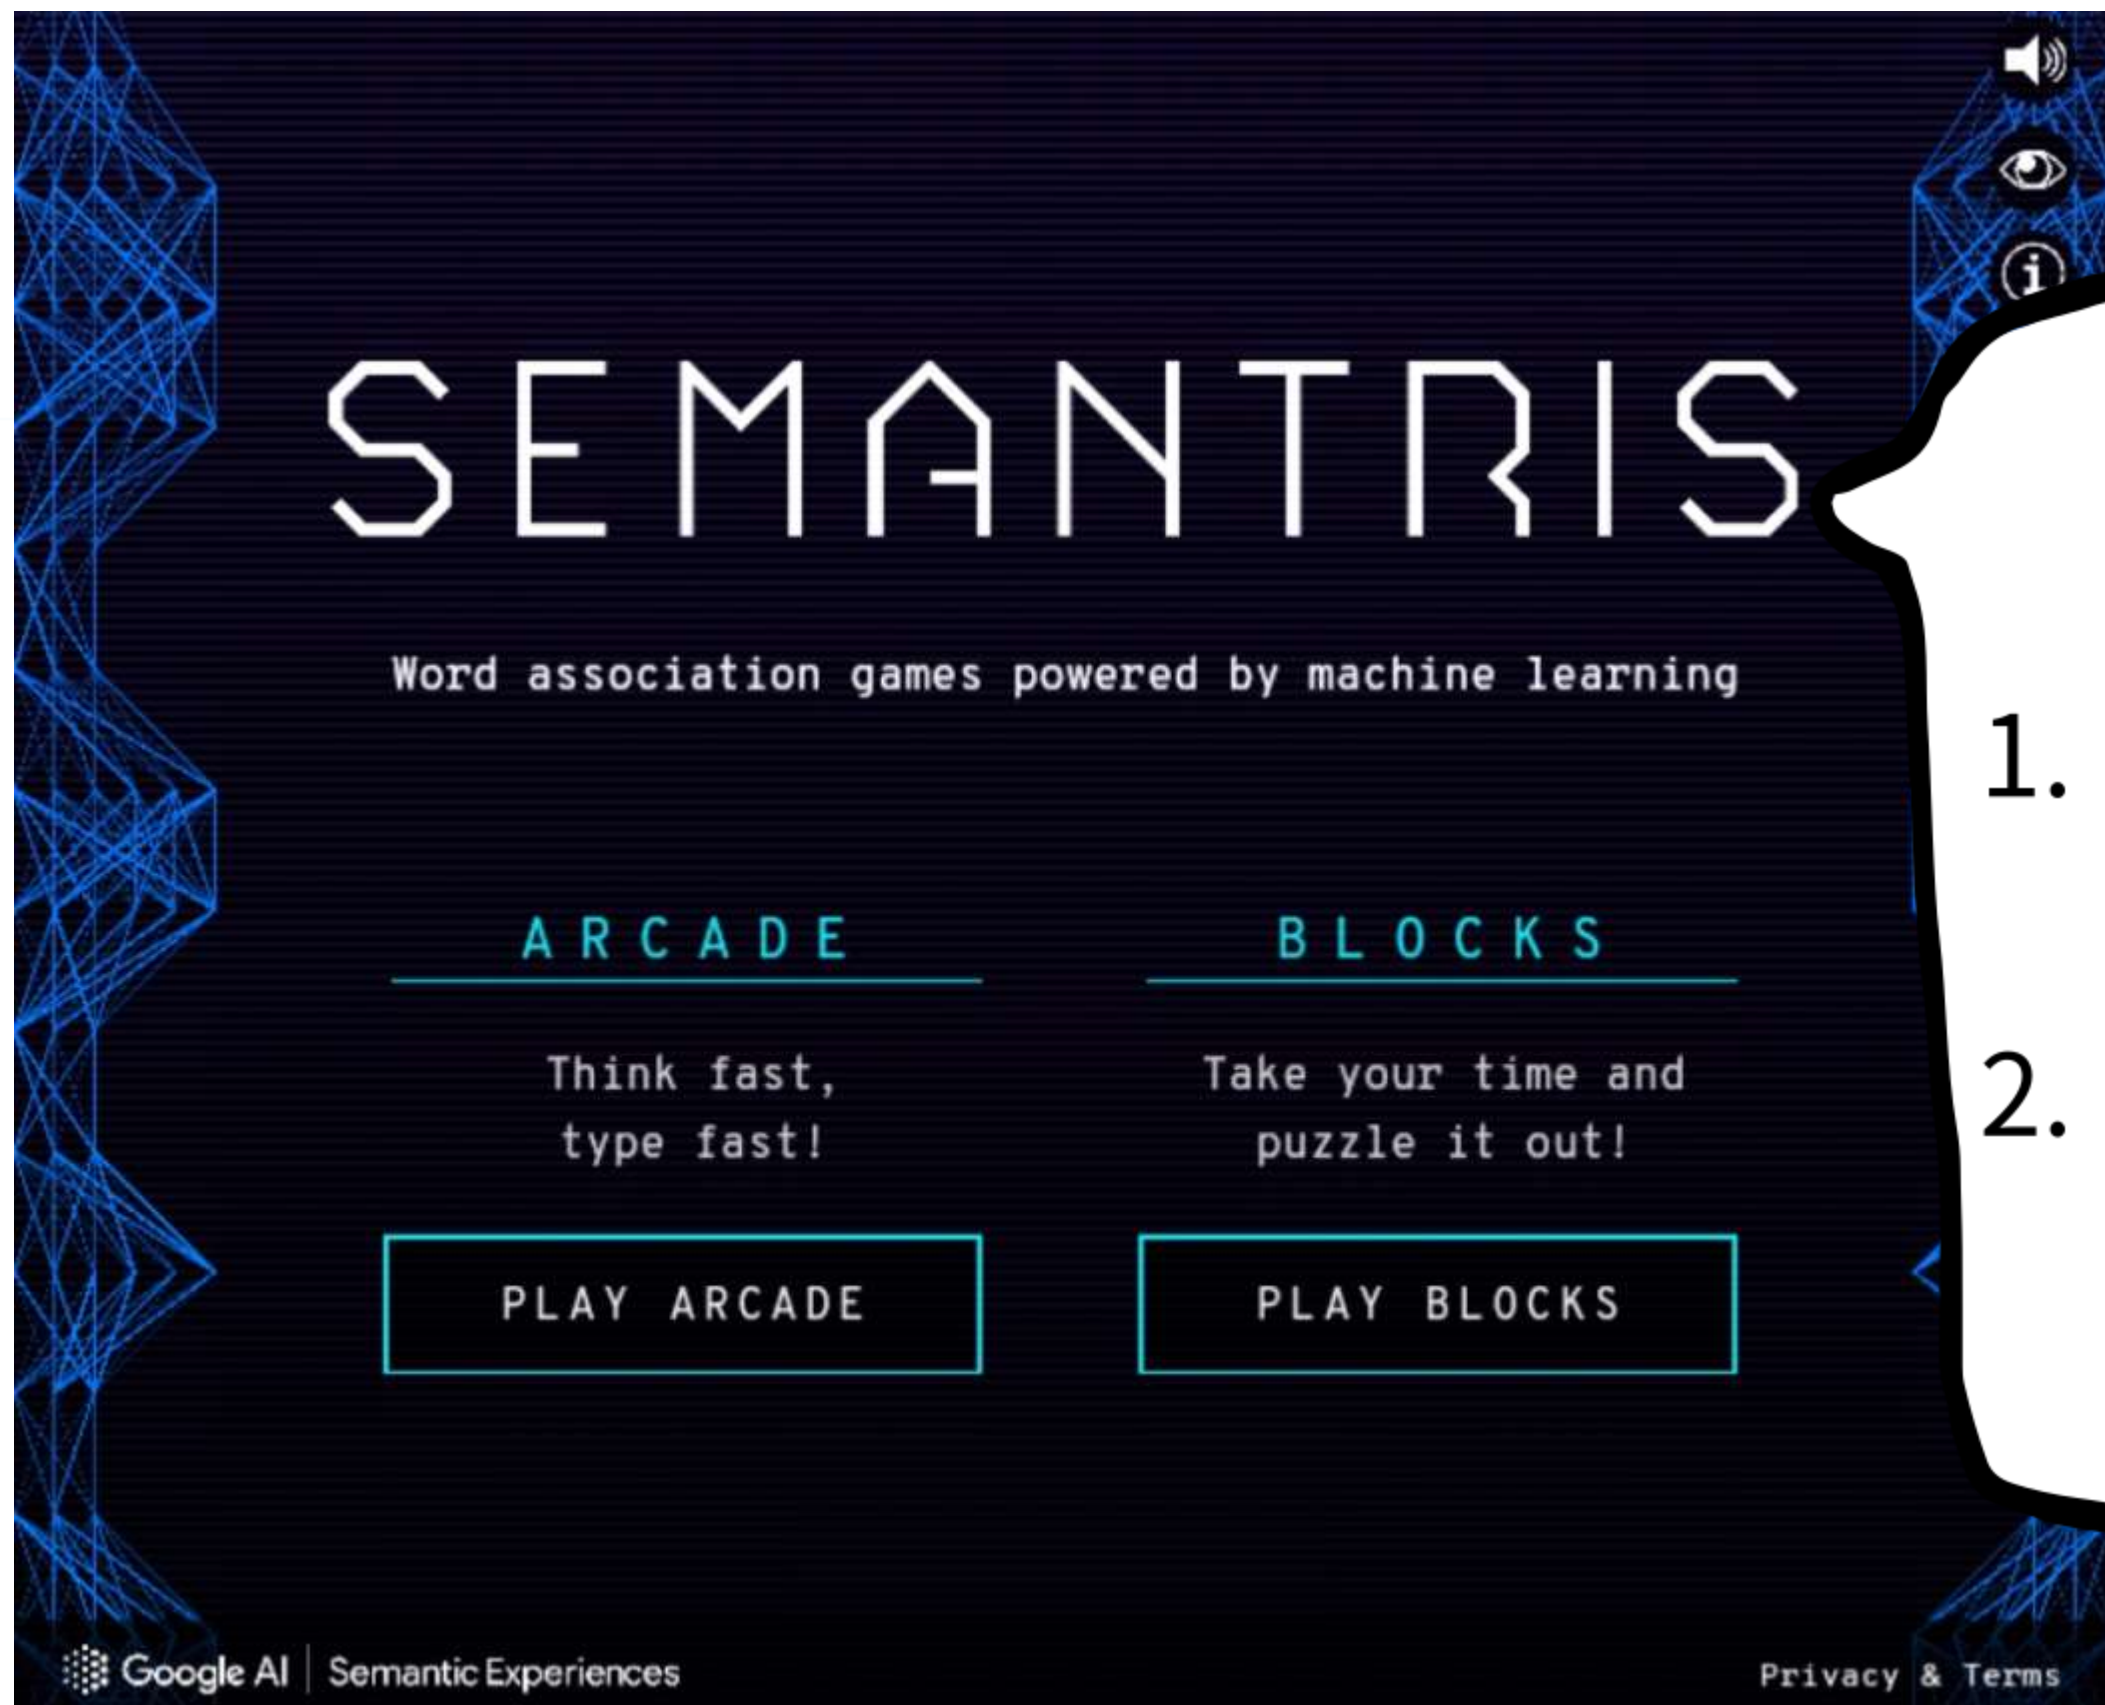 SEMANTRIS
Word association games powered by machine learning
1.
ARCADE
BLOCKS
2.
Think fast,
type fast!
Take your time and
puzzle it out!
PLAY ARCADE
PLAY BLOCKS
Google AI | Semantic Experiences
Privacy & Terms